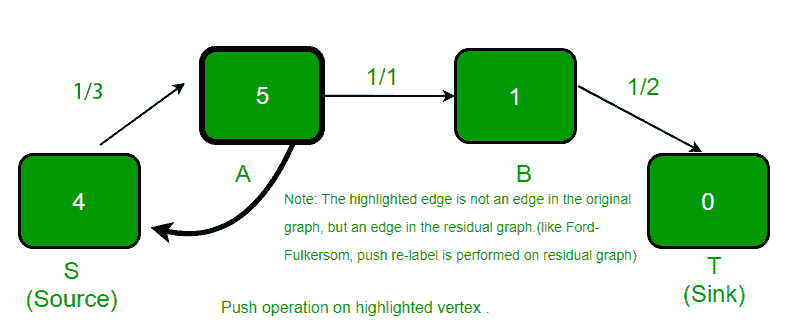 1/3
5
1/1
1
1/2
4
A
B
0
Note: The highlighted edge is not an edge in the original
graph, but an edge in the residual graph.(like Ford-
Fulkersom, push re-label is performed on residual graph)
S
(Source)
T
(Sink)
Push operation on highlighted vertex .